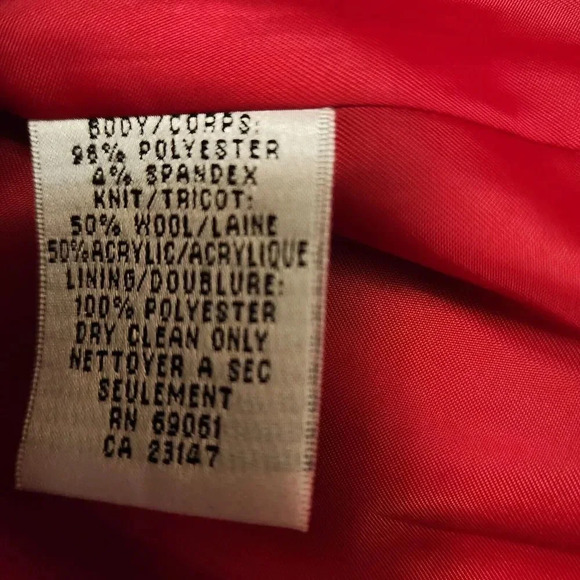 BODY/CORPS:
96% POLYESTER
4% SPANDEX
KNIT/TRICOT:
50% WOOL/LAINE
50%ACRYLIC/ACRYLIQUE
LINING/DOUBLURE:
100% POLYESTER
DRY CLEAN ONLY
NETTOYER A SEC
SEULEMENT
RN 69061
CA 23147